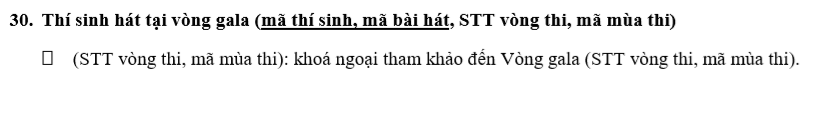 30. Thí sinh hát tại vòng gala (mã thí sinh, mã bài hát, STT vòng thi, mã mùa thi)
☐ (STT vòng thi, mã mùa thi): khoá ngoại tham khảo đến Vòng gala (STT vòng thi, mã mùa thi).